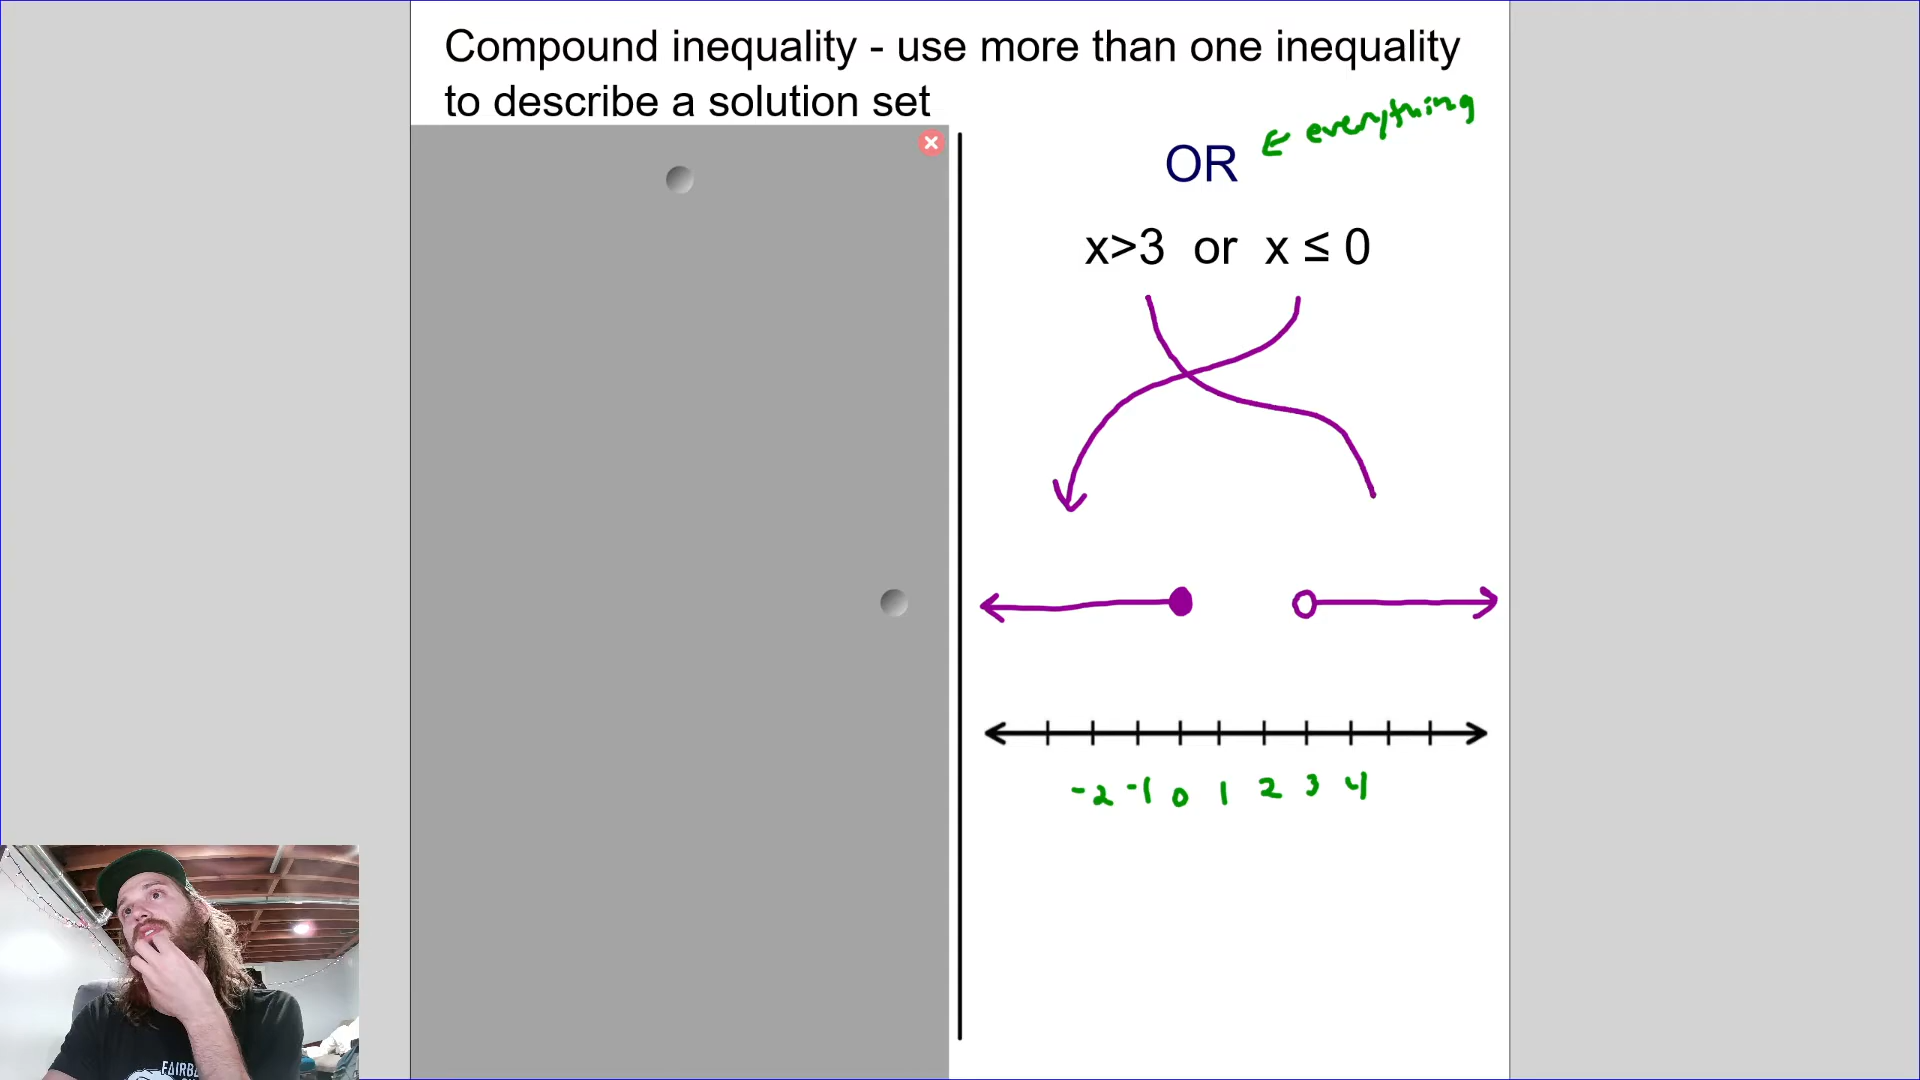 Compound inequality - use more than one inequality
to describe a solution set
everything
OR
x>3 or x ≤ 0
-2 -1 0 1 2 3 4